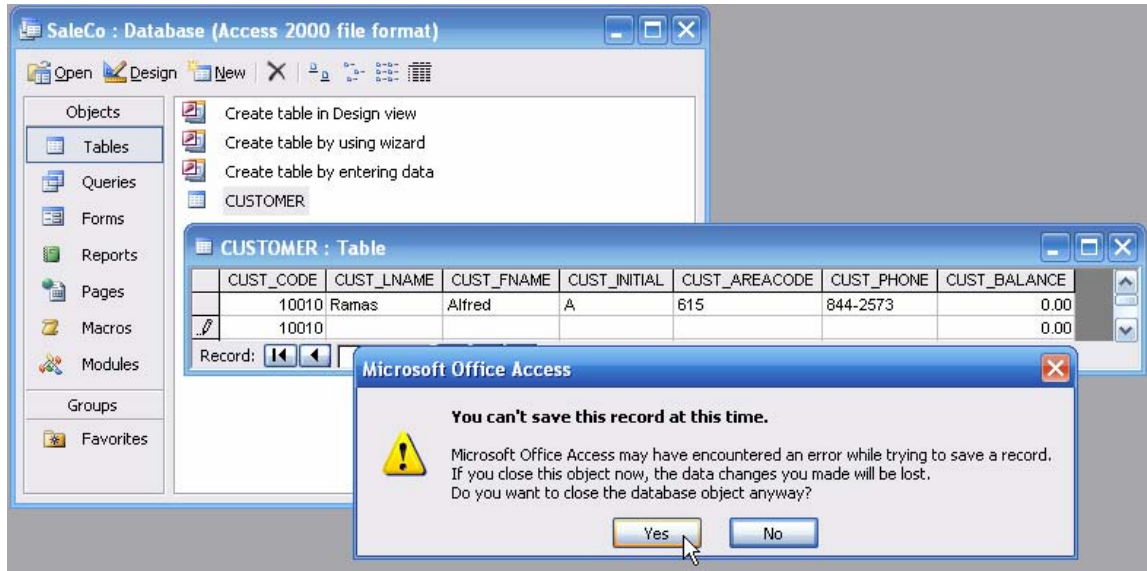 SaleCo : Database (Access 2000 file format)
Open Design New
Objects
Tables
Queries
Forms
Reports
Pages
Macros
Modules
Groups
Favorites
Create table in Design view
Create table by using wizard
Create table by entering data
CUSTOMER
CUSTOMER : Table
CUST_CODE CUST_LNAME CUST_FNAME CUST_INITIAL CUST_AREACODE CUST_PHONE CUST_BALANCE
10010 Ramas Alfred A 615 844-2573 0.00
10010 0.00
Record:
Microsoft Office Access
You can't save this record at this time.
Microsoft Office Access may have encountered an error while trying to save a record.
If you close this object now, the data changes you made will be lost.
Do you want to close the database object anyway?
Yes No